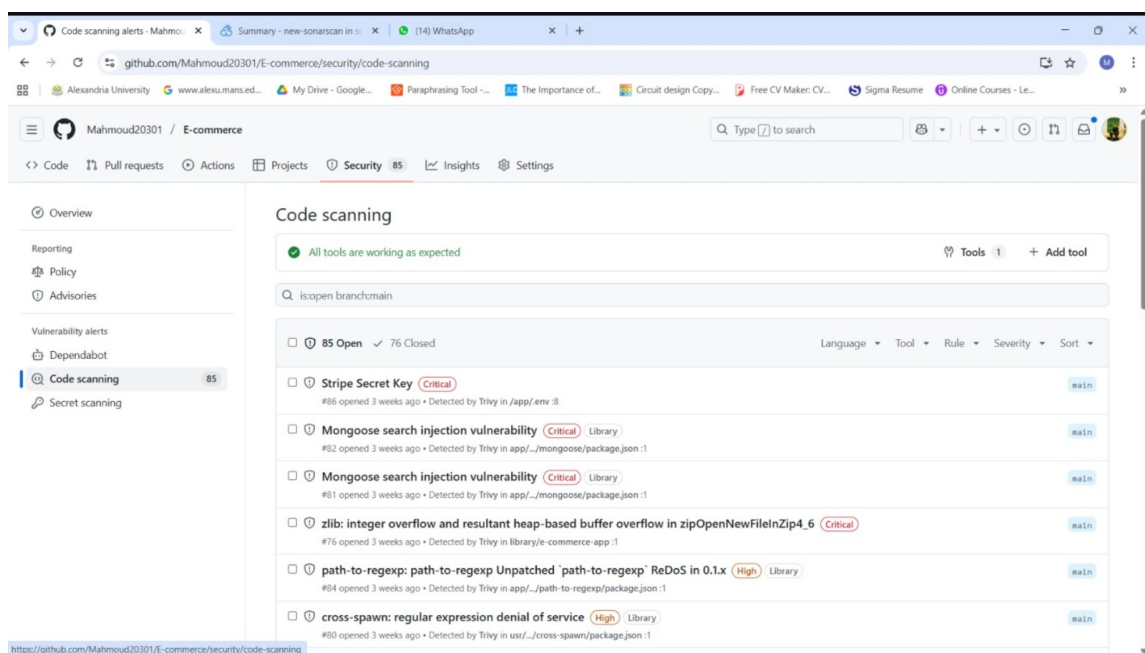 Code scanning alerts - Mahmou
Summary - new-sonarscan in s
(14) WhatsApp
github.com/Mahmoud20301/E-commerce/security/code-scanning
M
Alexandria University
www.alexu.mans.ed...
My Drive - Google...
Paraphrasing Tool -...
The Importance of...
Circuit design Copy...
Free CV Maker: CV...
Sigma Resume
Online Courses - Le...
Mahmoud20301 / E-commerce
Type / to search
Code
Pull requests
Actions
Projects
Security 85
Insights
Settings
Overview
Reporting
Policy
Advisories
Vulnerability alerts
Dependabot
Code scanning 85
Secret scanning
Code scanning
All tools are working as expected
Tools 1
Add tool
is:open branch:main
85 Open 76 Closed
Language Tool Rule Severity Sort
Stripe Secret Key Critical main
#86 opened 3 weeks ago • Detected by Trivy in /app/.env :8
Mongoose search injection vulnerability Critical Library main
#82 opened 3 weeks ago • Detected by Trivy in app/.../mongoose/package.json :1
Mongoose search injection vulnerability Critical Library main
#81 opened 3 weeks ago • Detected by Trivy in app/.../mongoose/package.json :1
zlib: integer overflow and resultant heap-based buffer overflow in zipOpenNewFileInZip4_6 Critical main
#76 opened 3 weeks ago • Detected by Trivy in library/e-commerce-app :1
path-to-regexp: path-to-regexp Unpatched `path-to-regexp` ReDoS in 0.1.x High Library main
#84 opened 3 weeks ago • Detected by Trivy in app/.../path-to-regexp/package.json :1
cross-spawn: regular expression denial of service High Library main
#80 opened 3 weeks ago • Detected by Trivy in usr/.../cross-spawn/package.json :1
https://github.com/Mahmoud20301/E-commerce/security/code-scanning